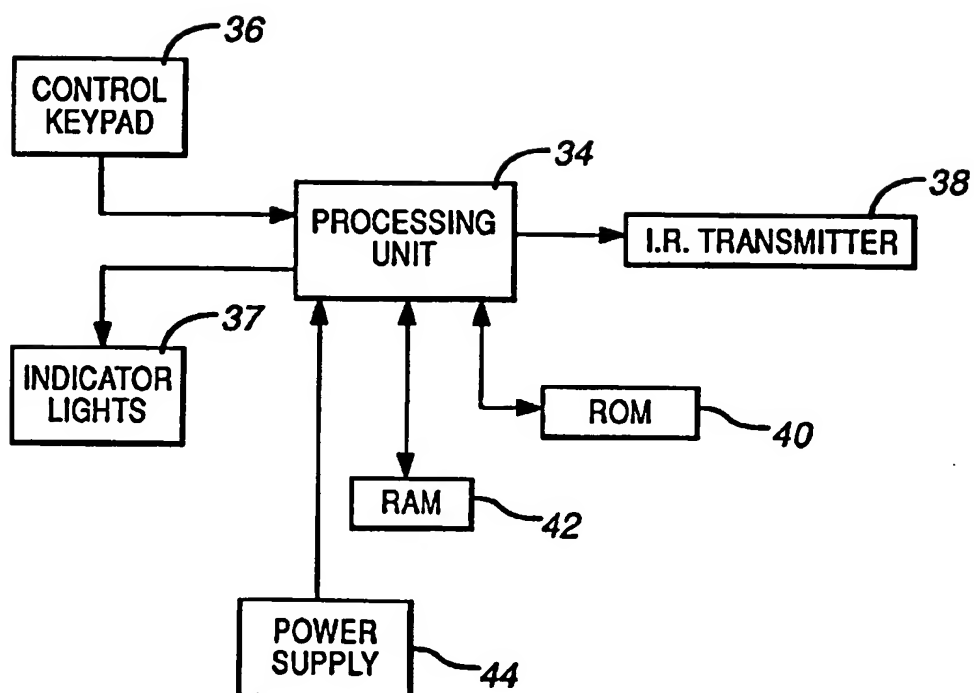 36
CONTROL
KEYPAD
34
PROCESSING
UNIT
38
I.R. TRANSMITTER
37
INDICATOR
LIGHTS
ROM
40
RAM
42
POWER
SUPPLY
44